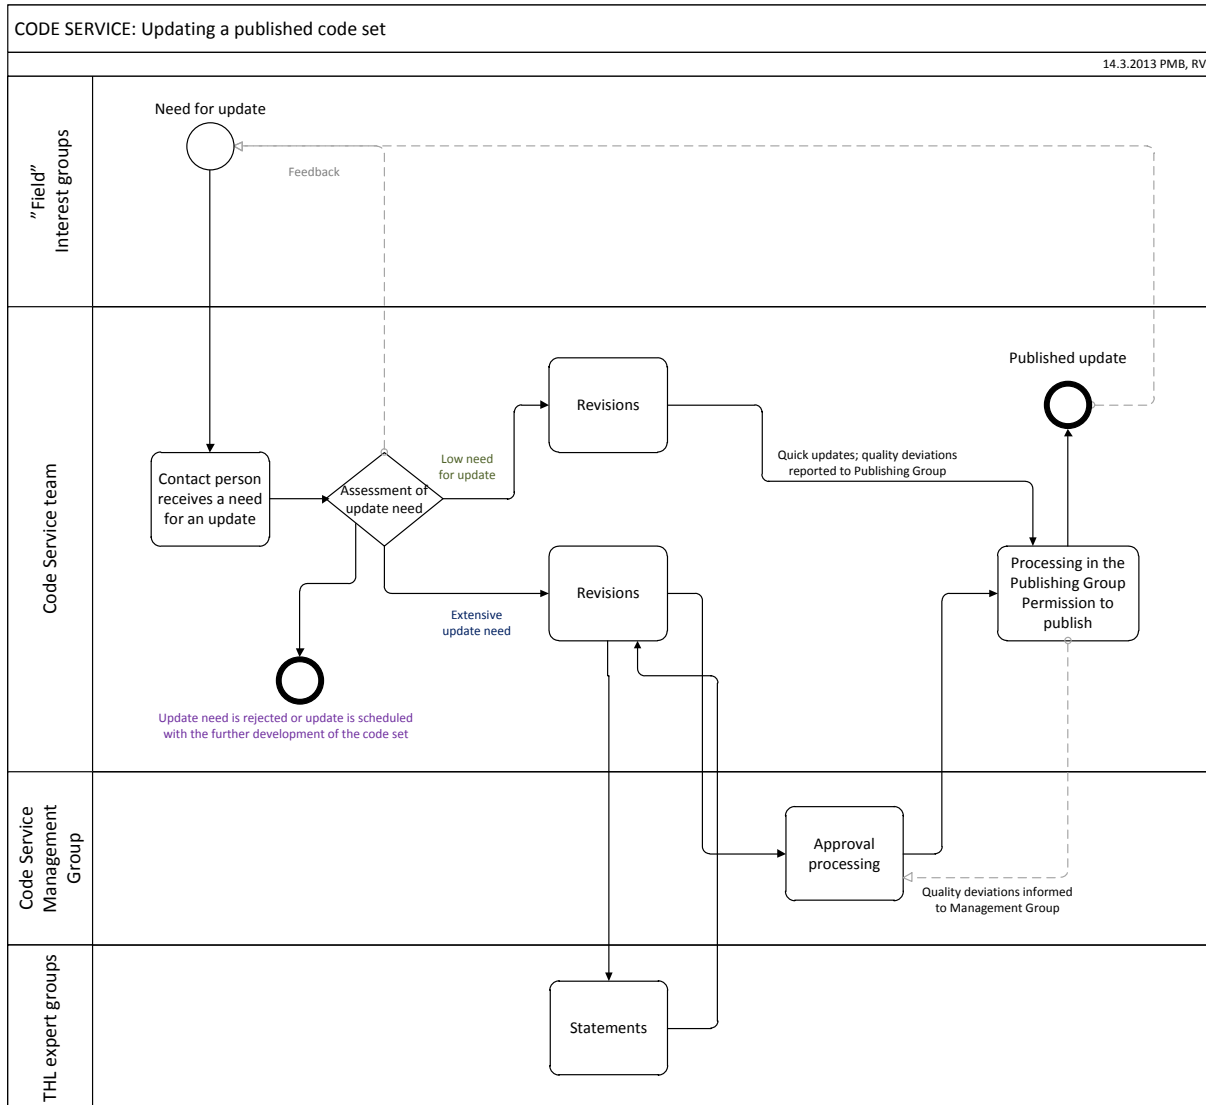 CODE SERVICE: Updating a published code set
14.3.2013 PMB, RV
”Field”
Interest groups
Need for update
Feedback
Code Service team
Contact person
receives a need
for an update
Assessment of
update need
Low need
for update
Revisions
Quick updates; quality deviations
reported to Publishing Group
Published update
Extensive
update need
Revisions
Processing in the
Publishing Group
Permission to
publish
Update need is rejected or update is scheduled
with the further development of the code set
Code Service
Management
Group
Approval
processing
Quality deviations informed
to Management Group
THL expert groups
Statements